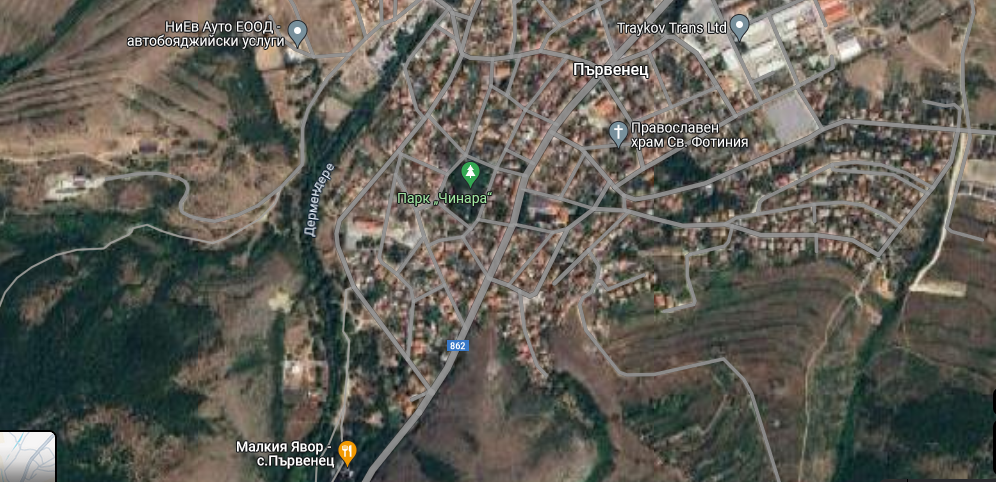 НиЕв Ауто ЕООД -
автобояджийски услуги
Traykov Trans Ltd
Първенец
Православен
храм Св. Фотиния
Дермендере
Парк „Чинара“
862
Малкия Явор -
с.Първенец